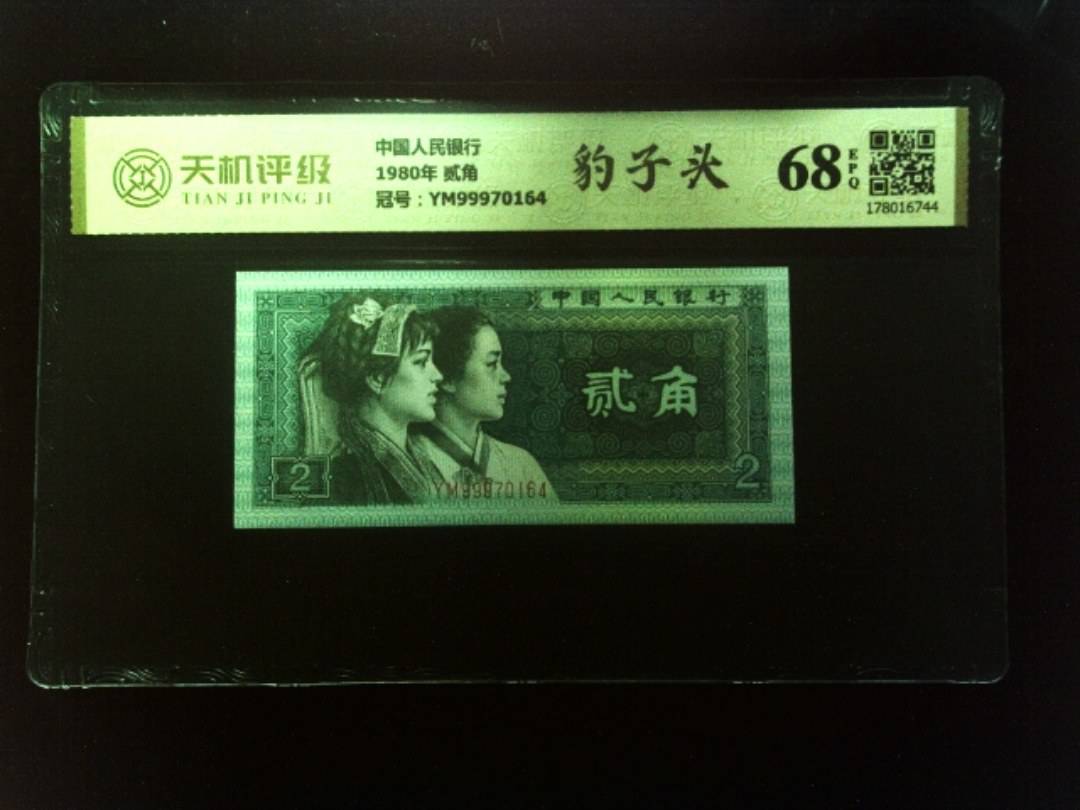 天机评级
TIAN JI PING JI
中国人民银行
1980年 贰角
冠号：YM99970164
豹子头
68
EPQ
178016744
中国人民银行
贰角
2
2
YM99970164